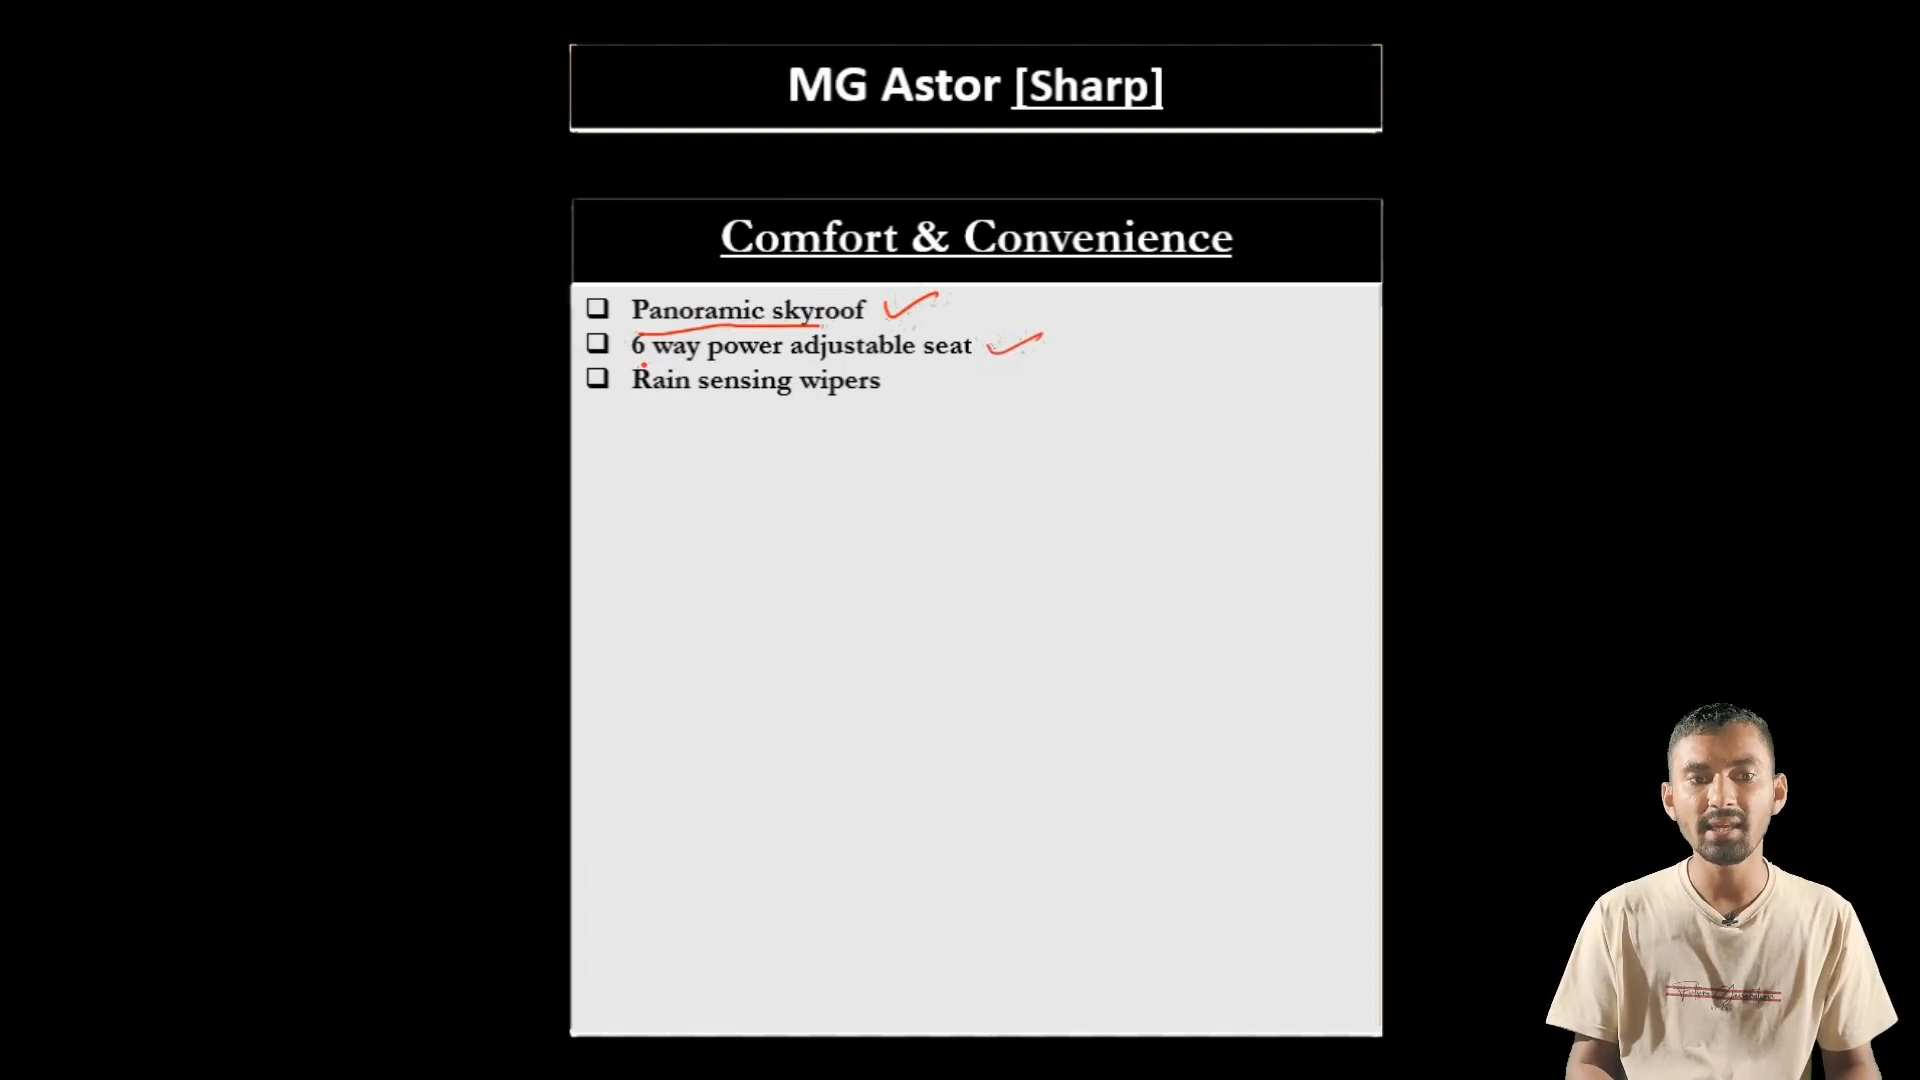 MG Astor [Sharp]
Comfort & Convenience
Panoramic skyroof
6 way power adjustable seat
Rain sensing wipers